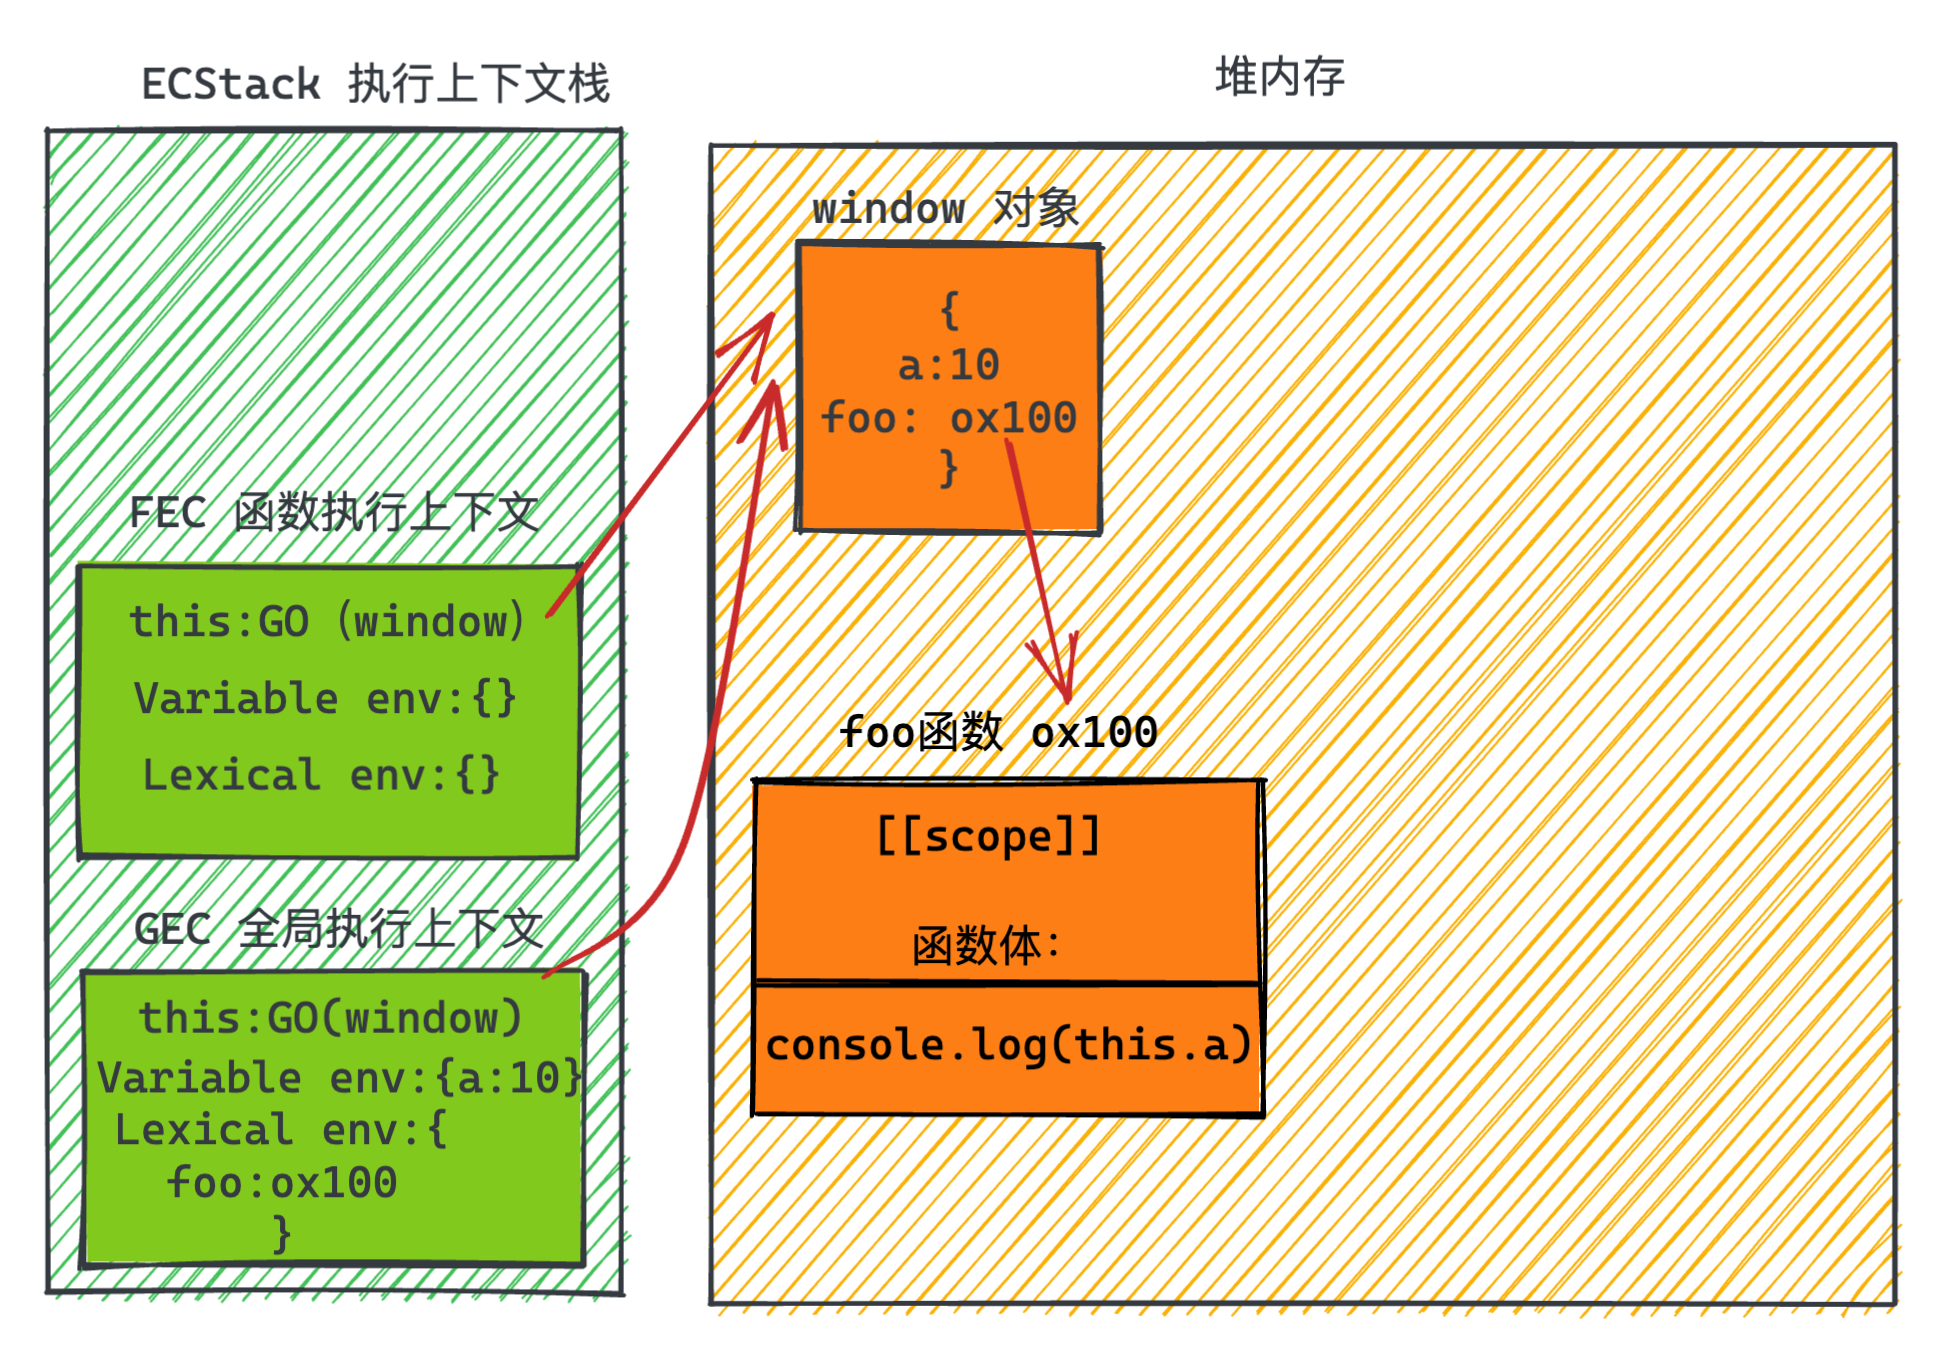 ECStack 执行上下文栈
FEC 函数执行上下文
this:GO（window）
Variable env:{}
Lexical env:{}
GEC 全局执行上下文
this:GO(window)
Variable env:{a:10}
Lexical env:{
foo:ox100
}
堆内存
window 对象
{
a:10
foo: ox100
}
foo函数 ox100
[[scope]]
函数体：
console.log(this.a)